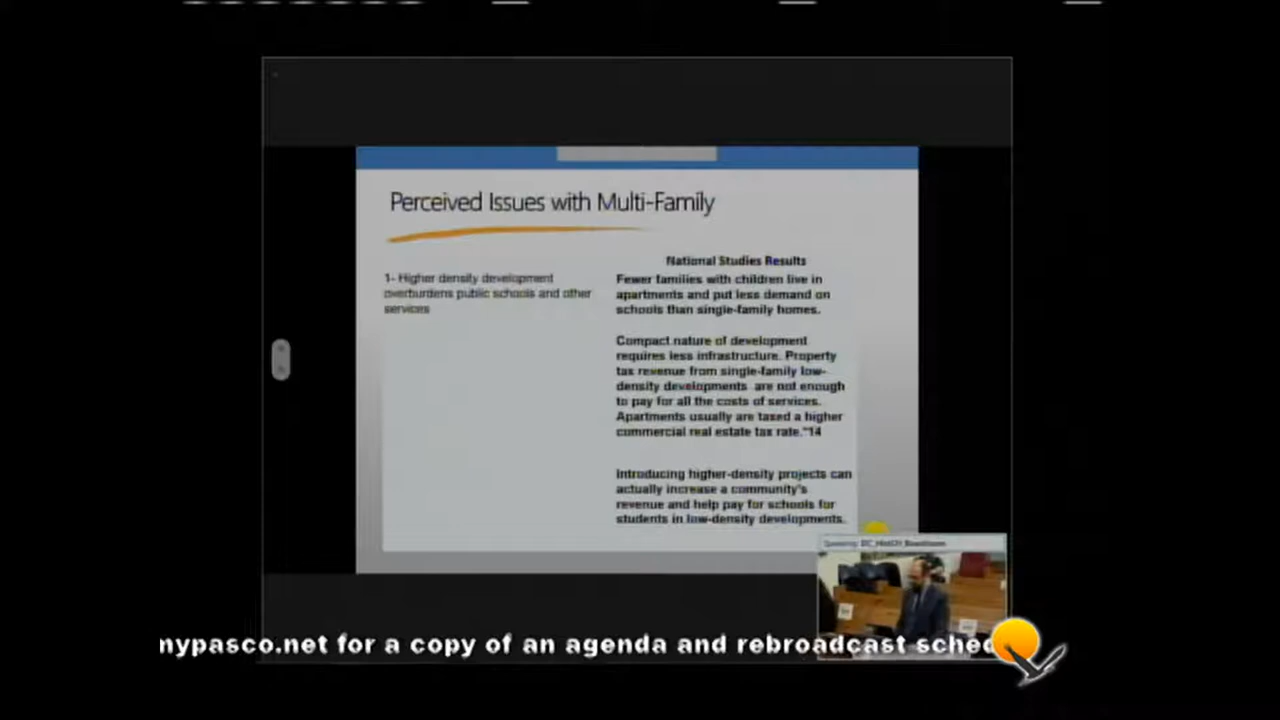 Perceived Issues with Multi-Family
1- Higher density development
overburdens public schools and other
services
National Studies Results
Fewer families with children live in
apartments and put less demand on
schools than single-family homes.
Compact nature of development
requires less infrastructure. Property
tax revenue from single-family low-
density developments are not enough
to pay for all the costs of services.
Apartments usually are taxed a higher
commercial real estate tax rate."14
Introducing higher-density projects can
actually increase a community's
revenue and help pay for schools for
students in low-density developments.
Speaking:
nypasco.net for a copy of an agenda and rebroadcast sched